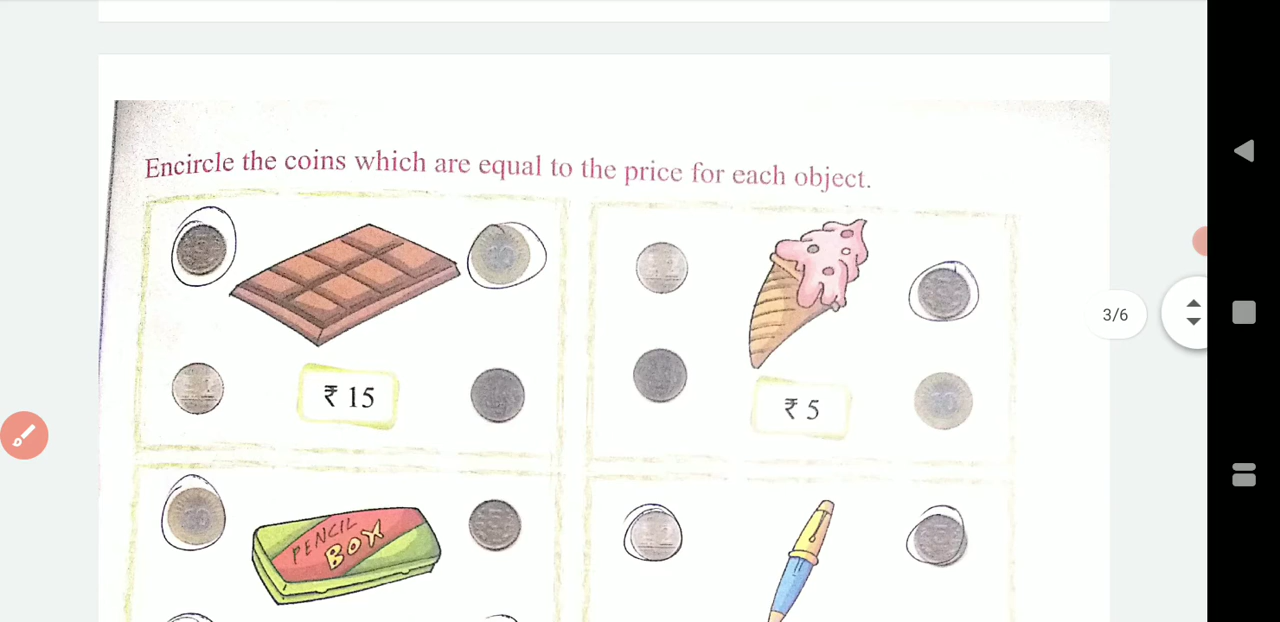 Encircle the coins which are equal to the price for each object.
₹ 15
₹ 5
3/6
PENCIL
BOX